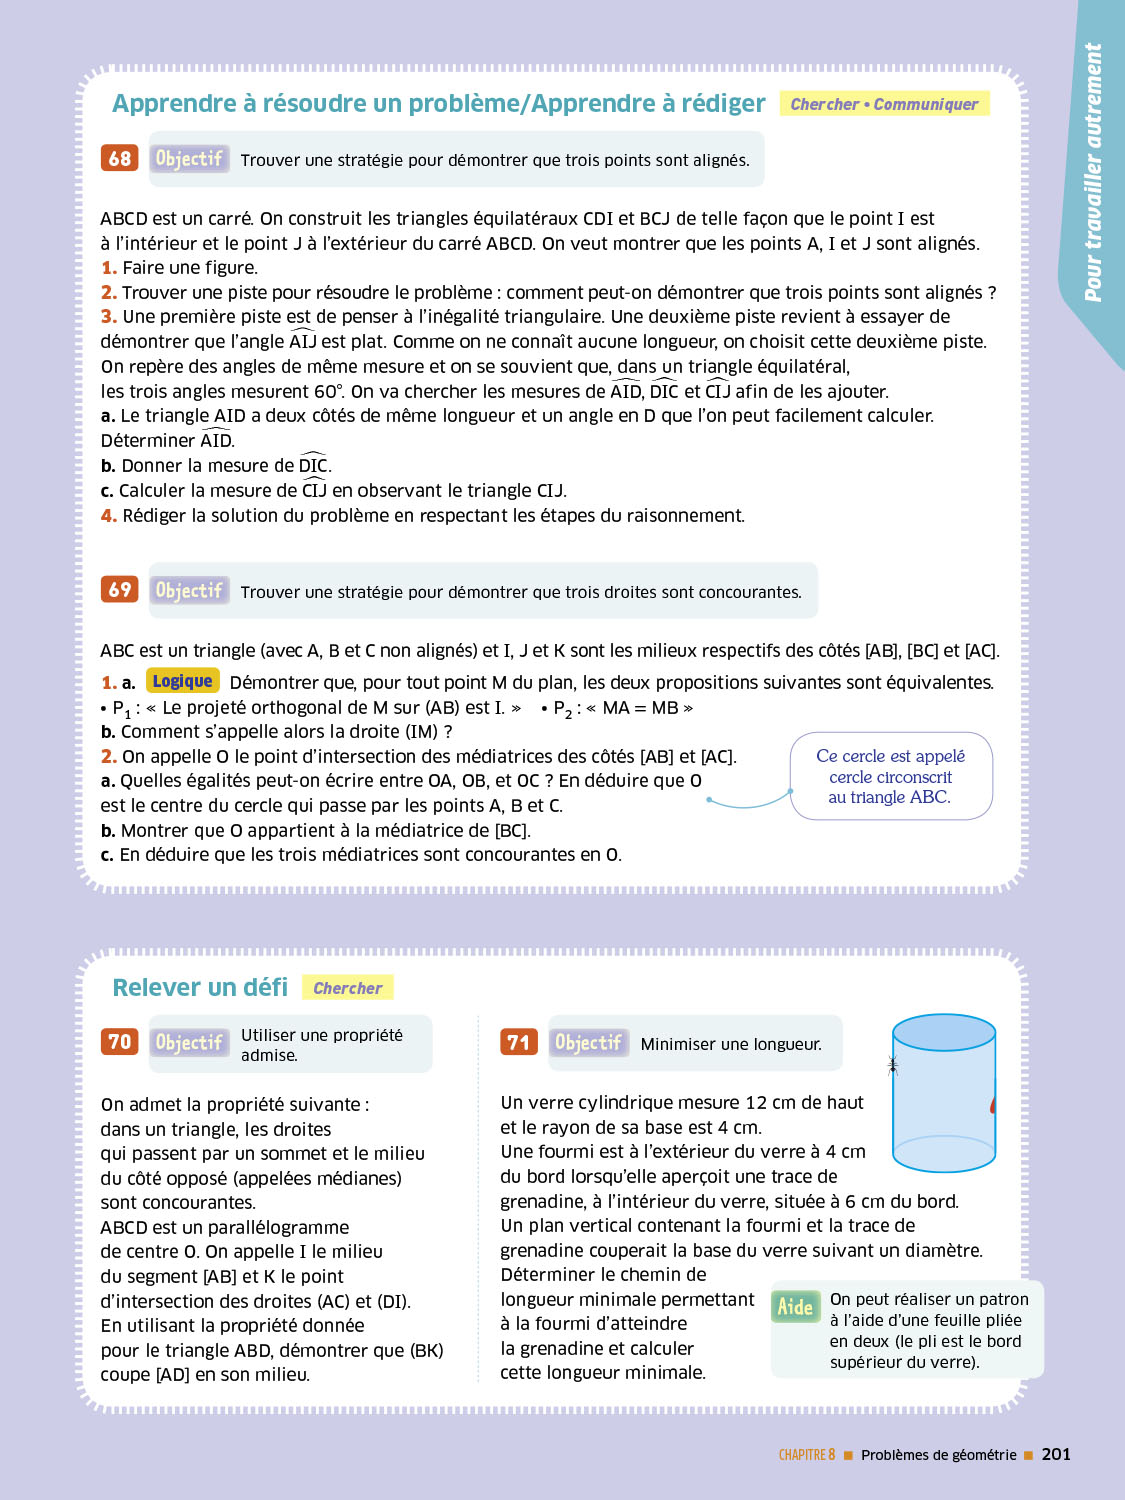 Pour travailler autrement
Apprendre à résoudre un problème/Apprendre à rédiger Chercher • Communiquer
68 Objectif Trouver une stratégie pour démontrer que trois points sont alignés.
ABCD est un carré. On construit les triangles équilatéraux CDI et BCJ de telle façon que le point I est
à l'intérieur et le point J à l'extérieur du carré ABCD. On veut montrer que les points A, I et J sont alignés.
1. Faire une figure.
2. Trouver une piste pour résoudre le problème : comment peut-on démontrer que trois points sont alignés ?
3. Une première piste est de penser à l'inégalité triangulaire. Une deuxième piste revient à essayer de
démontrer que l'angle AIJ est plat. Comme on ne connaît aucune longueur, on choisit cette deuxième piste.
On repère des angles de même mesure et on se souvient que, dans un triangle équilatéral,
les trois angles mesurent 60°. On va chercher les mesures de AID, DIC et CIJ afin de les ajouter.
a. Le triangle AID a deux côtés de même longueur et un angle en D que l'on peut facilement calculer.
Déterminer AID.
b. Donner la mesure de DIC.
c. Calculer la mesure de CIJ en observant le triangle CIJ.
4. Rédiger la solution du problème en respectant les étapes du raisonnement.
69 Objectif Trouver une stratégie pour démontrer que trois droites sont concourantes.
ABC est un triangle (avec A, B et C non alignés) et I, J et K sont les milieux respectifs des côtés [AB], [BC] et [AC].
1. a. Logique Démontrer que, pour tout point M du plan, les deux propositions suivantes sont équivalentes.
• P1 : « Le projeté orthogonal de M sur (AB) est I. » • P2 : « MA = MB »
b. Comment s'appelle alors la droite (IM) ?
2. On appelle O le point d'intersection des médiatrices des côtés [AB] et [AC].
a. Quelles égalités peut-on écrire entre OA, OB, et OC ? En déduire que O
est le centre du cercle qui passe par les points A, B et C.
b. Montrer que O appartient à la médiatrice de [BC].
c. En déduire que les trois médiatrices sont concourantes en O.
Ce cercle est appelé
cercle circonscrit
au triangle ABC.
Relever un défi Chercher
70 Objectif Utiliser une propriété
admise.
On admet la propriété suivante :
dans un triangle, les droites
qui passent par un sommet et le milieu
du côté opposé (appelées médianes)
sont concourantes.
ABCD est un parallélogramme
de centre O. On appelle I le milieu
du segment [AB] et K le point
d'intersection des droites (AC) et (DI).
En utilisant la propriété donnée
pour le triangle ABD, démontrer que (BK)
coupe [AD] en son milieu.
71 Objectif Minimiser une longueur.
Un verre cylindrique mesure 12 cm de haut
et le rayon de sa base est 4 cm.
Une fourmi est à l'extérieur du verre à 4 cm
du bord lorsqu'elle aperçoit une trace de
grenadine, à l'intérieur du verre, située à 6 cm du bord.
Un plan vertical contenant la fourmi et la trace de
grenadine couperait la base du verre suivant un diamètre.
Déterminer le chemin de
longueur minimale permettant
à la fourmi d'atteindre
la grenadine et calculer
cette longueur minimale.
Aide On peut réaliser un patron
à l'aide d'une feuille pliée
en deux (le pli est le bord
supérieur du verre).
CHAPITRE 8 ■ Problèmes de géométrie ■ 201